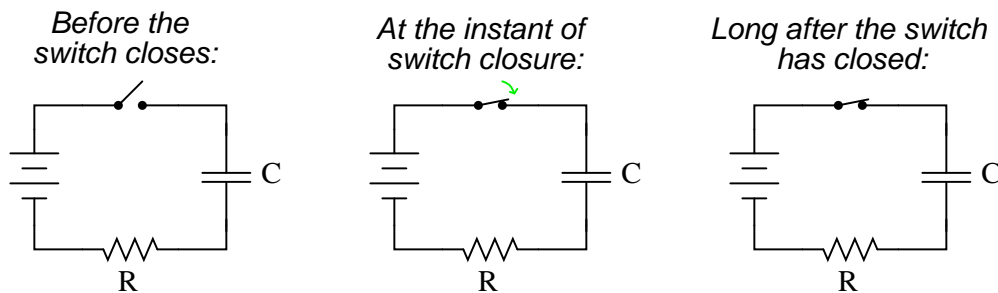 Before the
switch closes:
C
R
At the instant of
switch closure:
C
R
Long after the switch
has closed:
C
R